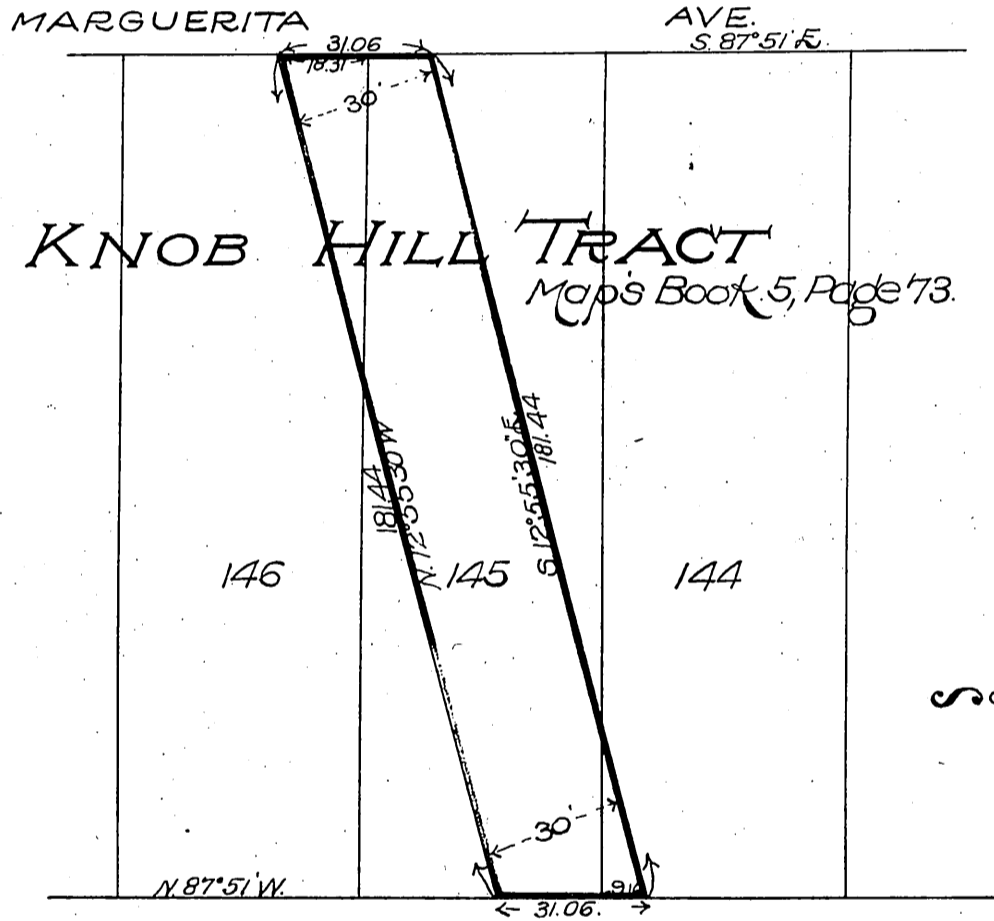 MARGUERITA AVE.
S. 87°51' E.
31.06
18.31
30'
KNOB HILL TRACT
Maps Book 5, Page 73.
181.44
N. 12°55'30" W
S. 12°55'30" E.
181.44
146
145
144
30'
N. 87°51' W.
31.06.